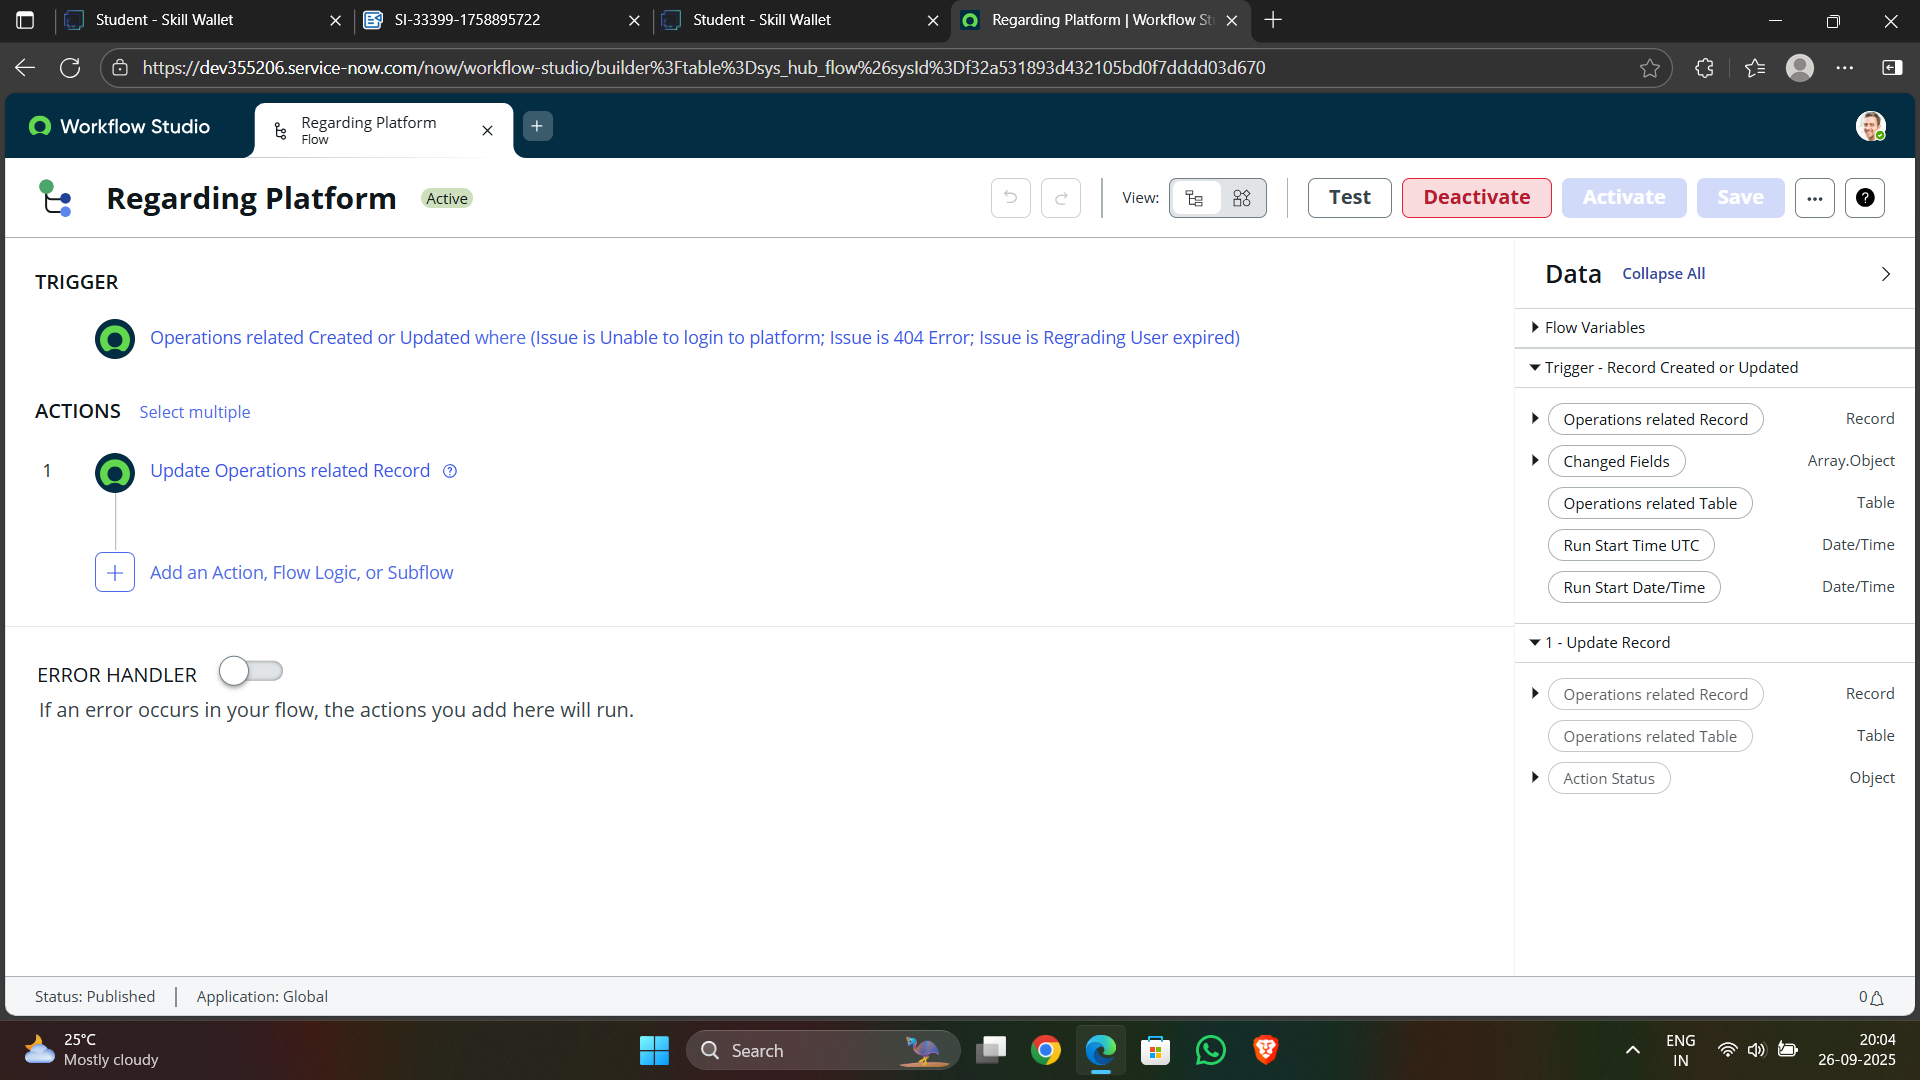 Student - Skill Wallet
SI-33399-1758895722
Student - Skill Wallet
Regarding Platform | Workflow St
https://dev355206.service-now.com/now/workflow-studio/builder%3Ftable%3Dsys_hub_flow%26sysId%3Df32a531893d432105bd0f7dddd03d670
Workflow Studio
Regarding Platform
Flow
Regarding Platform
Active
View:
Test
Deactivate
Activate
Save
TRIGGER
Operations related Created or Updated where (Issue is Unable to login to platform; Issue is 404 Error; Issue is Regrading User expired)
ACTIONS
Select multiple
1
Update Operations related Record
Add an Action, Flow Logic, or Subflow
ERROR HANDLER
If an error occurs in your flow, the actions you add here will run.
Data
Collapse All
Flow Variables
Trigger - Record Created or Updated
Operations related Record
Record
Changed Fields
Array.Object
Operations related Table
Table
Run Start Time UTC
Date/Time
Run Start Date/Time
Date/Time
1 - Update Record
Operations related Record
Record
Operations related Table
Table
Action Status
Object
Status: Published
Application: Global
0
25°C
Mostly cloudy
Search
ENG
IN
20:04
26-09-2025